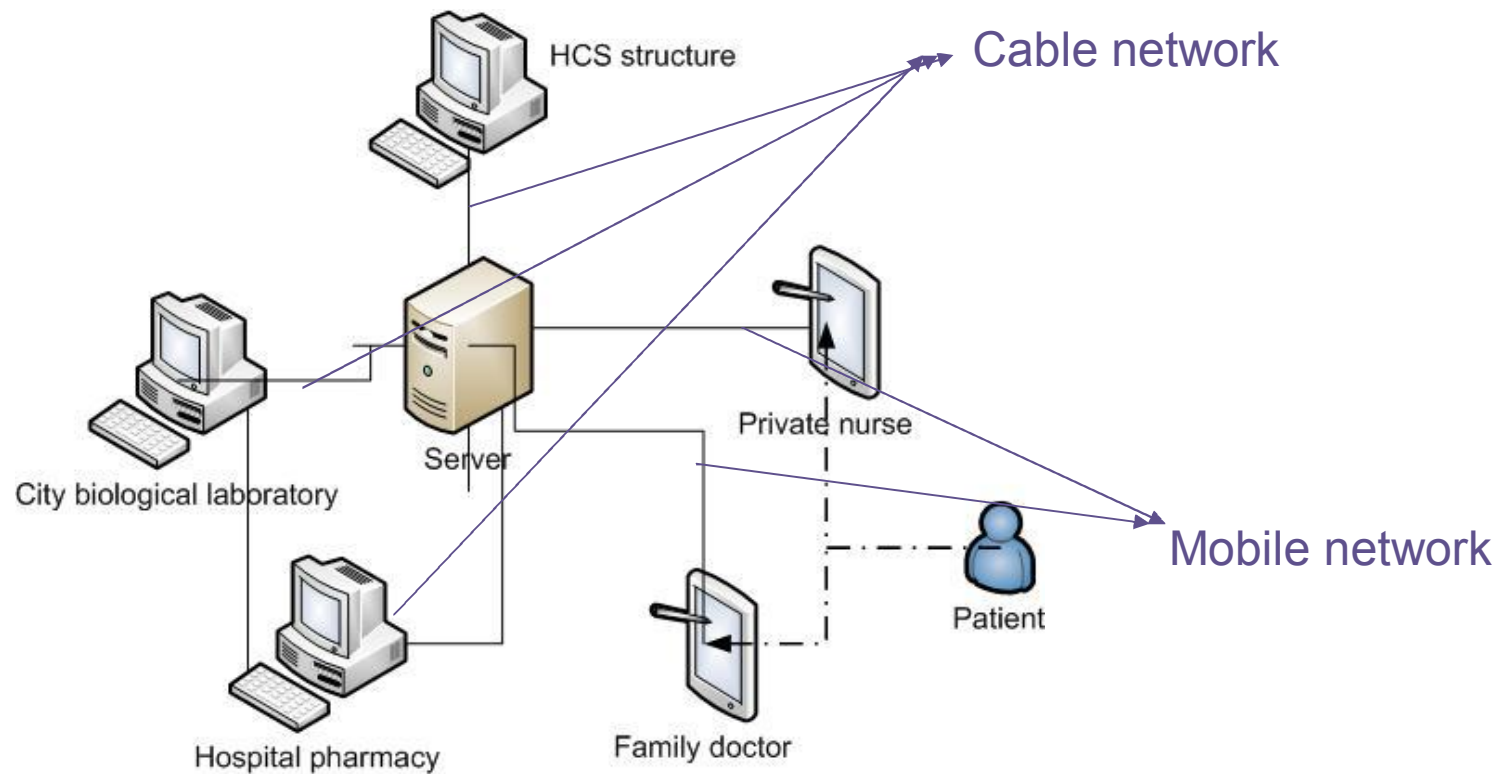 HCS structure
Cable network
Private nurse
Server
City biological laboratory
Mobile network
Patient
Family doctor
Hospital pharmacy